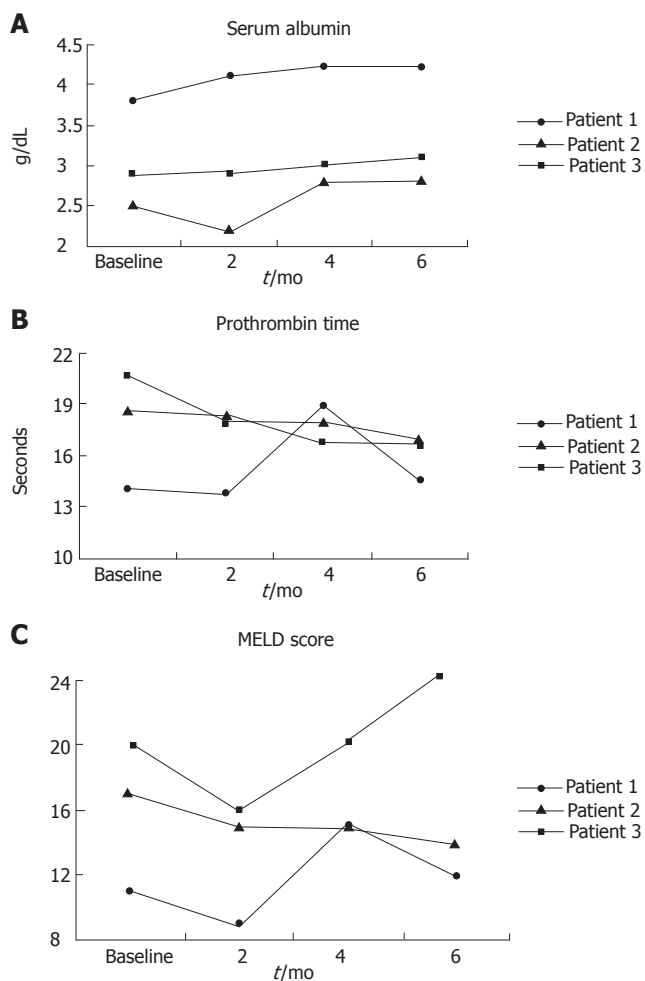 A
Serum albumin
4.5
4
3.5
3
2.5
2
g/dL
Baseline 2 4 6
t/mo
Patient 1
Patient 2
Patient 3
B
Prothrombin time
22
19
16
13
10
Seconds
Baseline 2 4 6
t/mo
Patient 1
Patient 2
Patient 3
C
MELD score
24
20
16
12
8
Baseline 2 4 6
t/mo
Patient 1
Patient 2
Patient 3